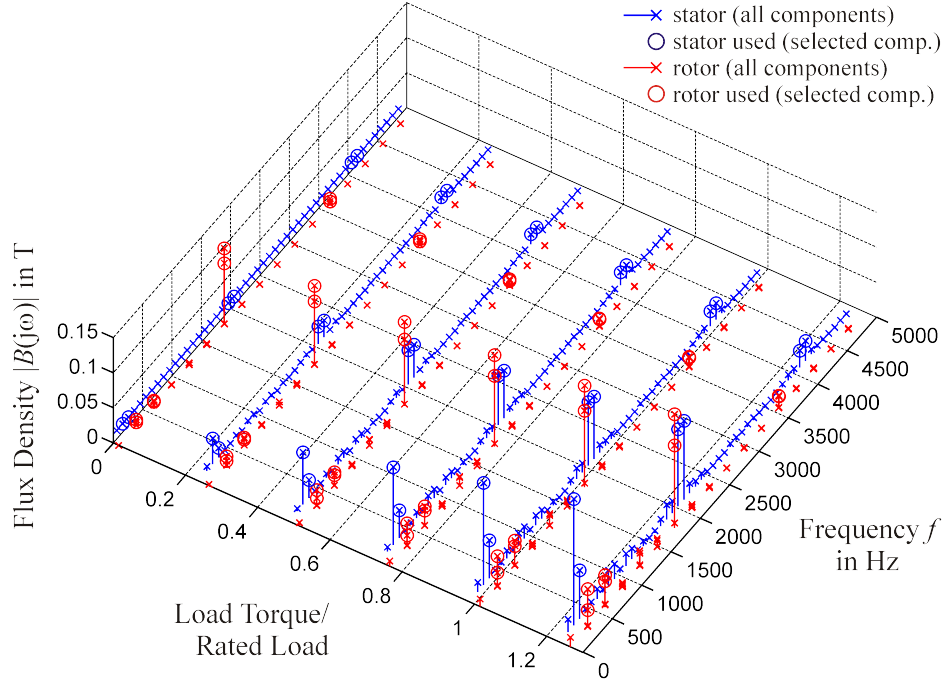 stator (all components)
stator used (selected comp.)
rotor (all components)
rotor used (selected comp.)
Flux Density |B(jω)| in T
0.15
0.1
0.05
0
0
0.2
0.4
0.6
0.8
1
1.2
Load Torque/
Rated Load
0
500
1000
1500
2000
2500
3000
3500
4000
4500
5000
Frequency f
in Hz